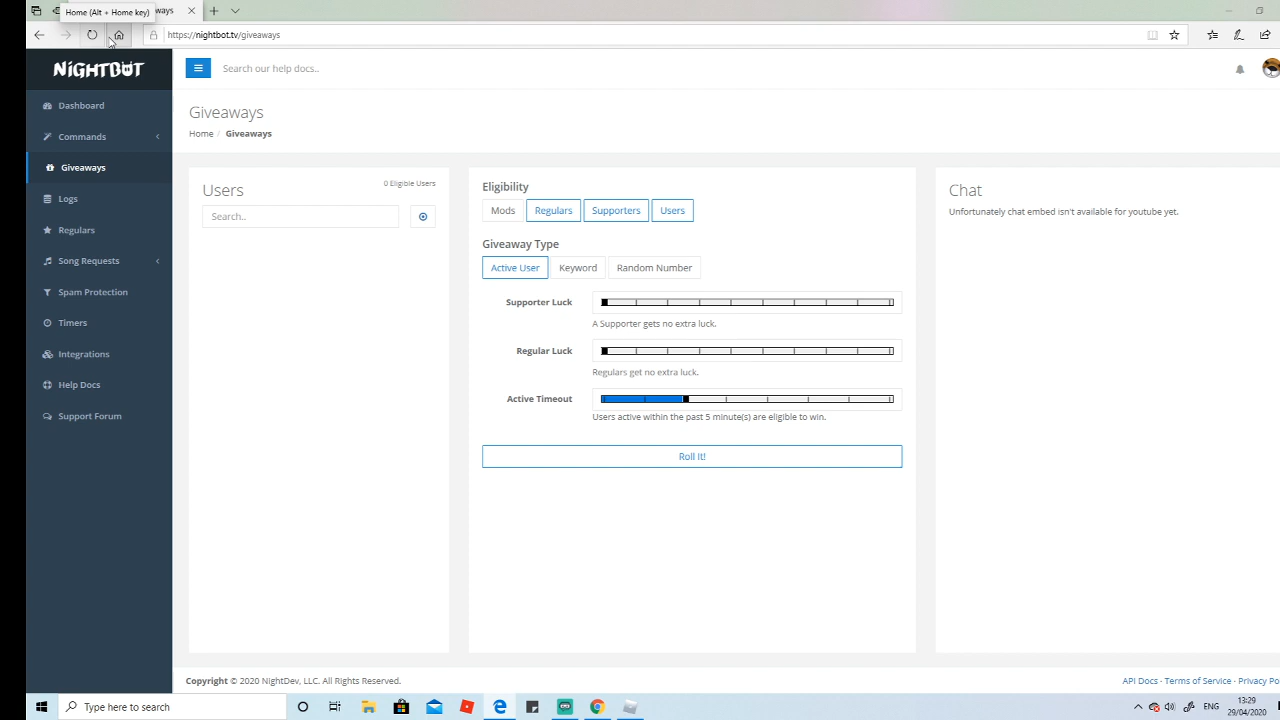 Home (Alt + Home key)
ways
https://nightbot.tv/giveaways
NIGHTBOT
Search our help docs..
Dashboard
Commands
Giveaways
Logs
Regulars
Song Requests
Spam Protection
Timers
Integrations
Help Docs
Support Forum
Giveaways
Home / Giveaways
Users
0 Eligible Users
Search..
Eligibility
Mods
Regulars
Supporters
Users
Giveaway Type
Active User
Keyword
Random Number
Supporter Luck
A Supporter gets no extra luck.
Regular Luck
Regulars get no extra luck.
Active Timeout
Users active within the past 5 minute(s) are eligible to win.
Roll It!
Chat
Unfortunately chat embed isn't available for youtube yet.
Copyright © 2020 NightDev, LLC. All Rights Reserved.
API Docs - Terms of Service - Privacy Po
Type here to search
ENG
13:29
29/04/2020